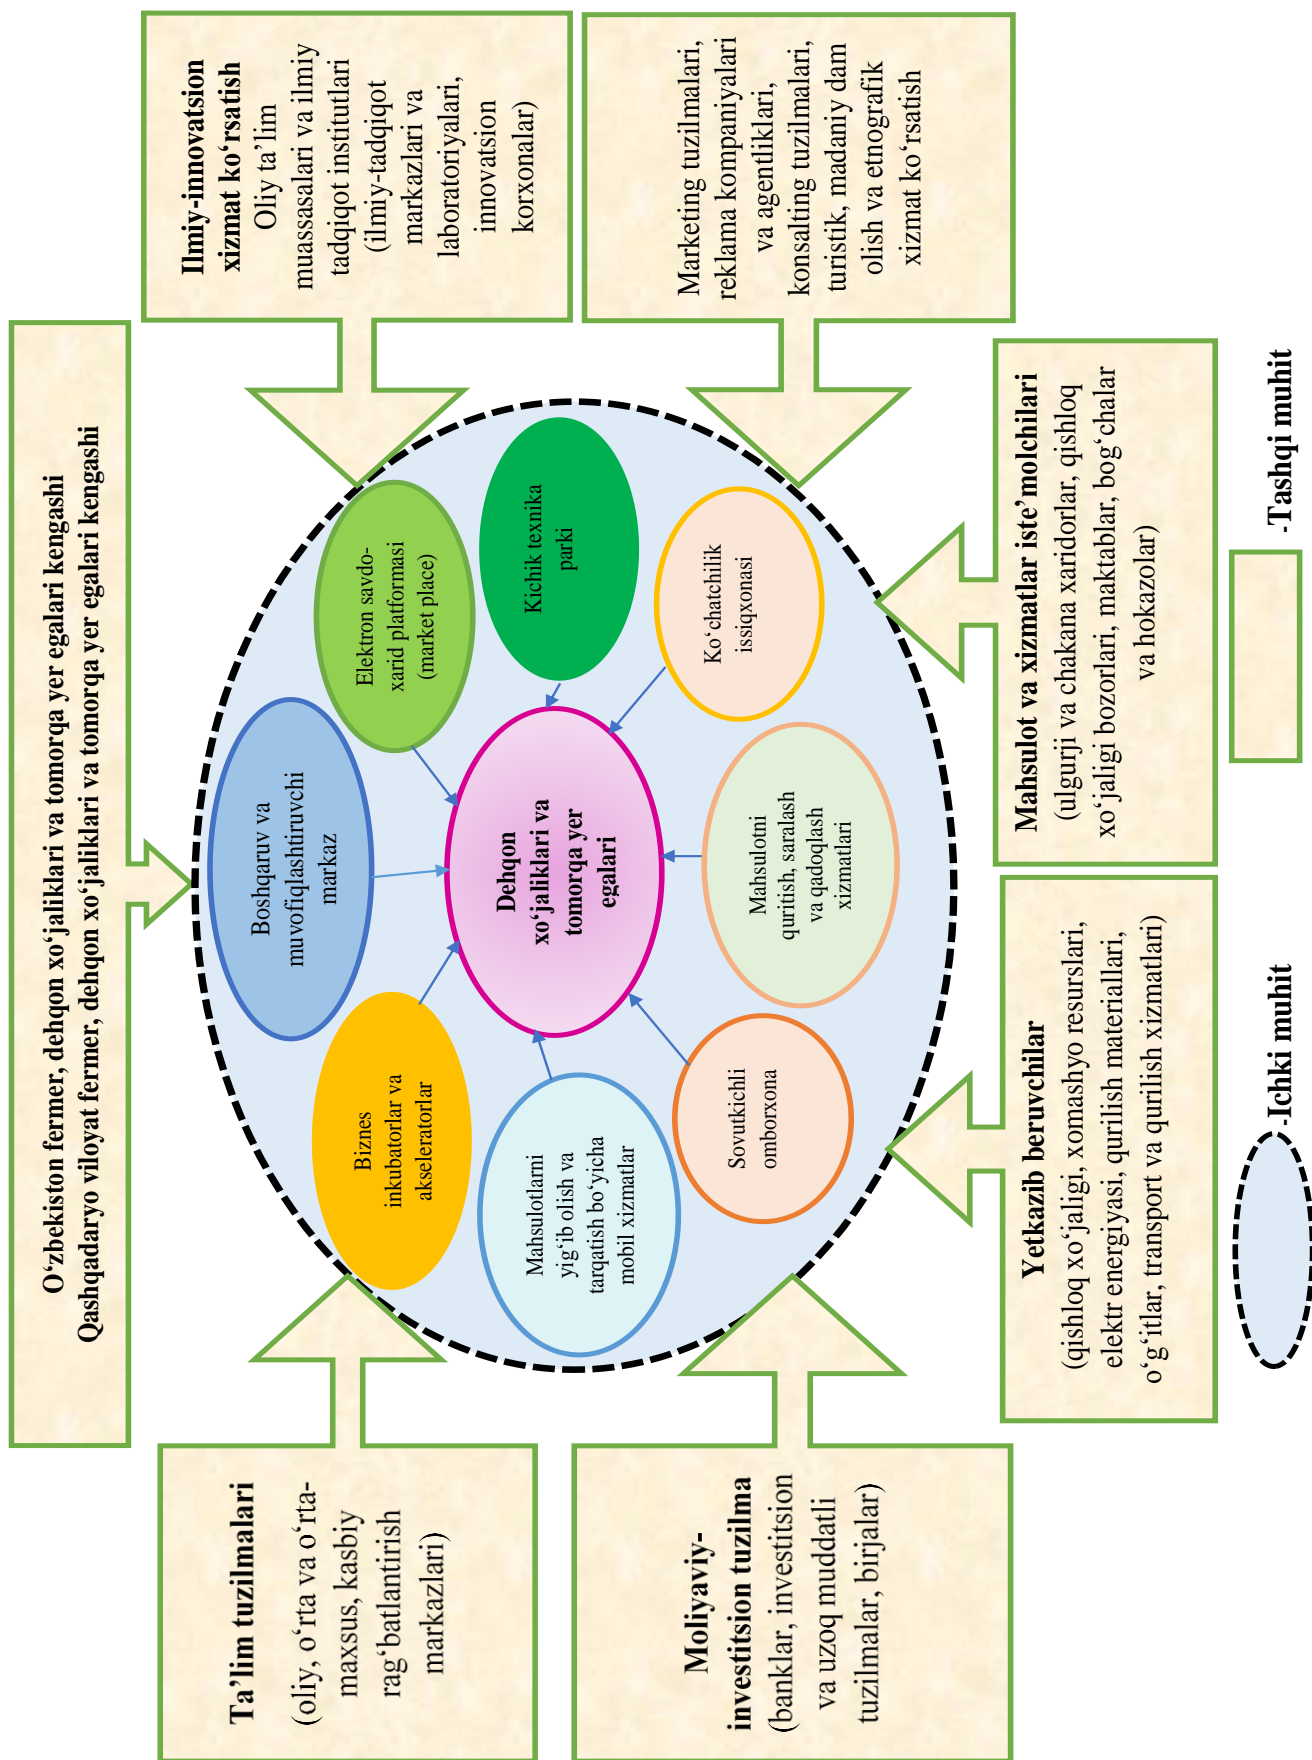 O‘zbekiston fermer, dehqon xo‘jaliklari va tomorqa yer egalari kengashi
Qashqadaryo viloyat fermer, dehqon xo‘jaliklari va tomorqa yer egalari kengashi
Ta’lim tuzilmalari
(oliy, o‘rta va o‘rta-
maxsus, kasbiy
rag‘batlantirish
markazlari)
Ilmiy-innovatsion
xizmat ko‘rsatish
Oliy ta’lim
muassasalari va ilmiy
tadqiqot institutlari
(ilmiy-tadqiqot
markazlari va
laboratoriyalari,
innovatsion
korxonalar)
Boshqaruv va
muvofiqlashtiruvchi
markaz
Biznes
inkubatorlar va
akseleratorlar
Elektron savdo-
xarid platformasi
(market place)
Dehqon
xo‘jaliklari va
tomorqa yer
egalari
Mahsulotlarni
yig‘ib olish va
tarqatish bo‘yicha
mobil xizmatlar
Kichik texnika
parki
Sovutkichli
omborxona
Mahsulotni
quritish, saralash
va qadoqlash
xizmatlari
Ko‘chatchilik
issiqxonasi
Moliyaviy-
investitsion tuzilma
(banklar, investitsion
va uzoq muddatli
tuzilmalar, birjalar)
Marketing tuzilmalari,
reklama kompaniyalari
va agentliklari,
konsalting tuzilmalari,
turistik, madaniy dam
olish va etnografik
xizmat ko‘rsatish
Yetkazib beruvchilar
(qishloq xo‘jaligi, xomashyo resurslari,
elektr energiyasi, qurilish materiallari,
o‘g‘itlar, transport va qurilish xizmatlari)
Mahsulot va xizmatlar iste’molchilari
(ulgurji va chakana xaridorlar, qishloq
xo‘jaligi bozorlari, maktablar, bog‘chalar
va hokazolar)
-Ichki muhit
-Tashqi muhit